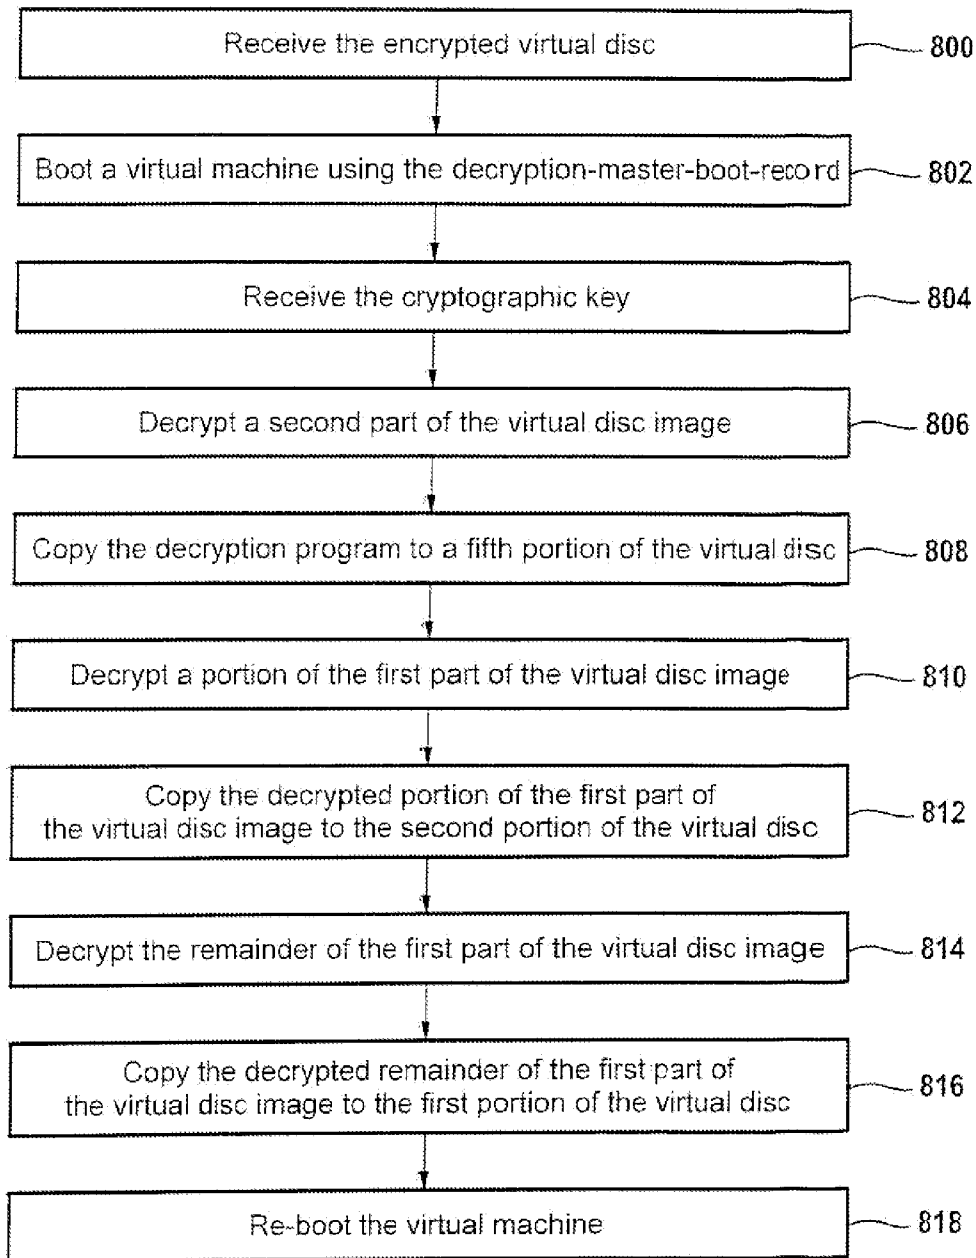 Receive the encrypted virtual disc
800
Boot a virtual machine using the decryption-master-boot-record
802
Receive the cryptographic key
804
Decrypt a second part of the virtual disc image
806
Copy the decryption program to a fifth portion of the virtual disc
808
Decrypt a portion of the first part of the virtual disc image
810
Copy the decrypted portion of the first part of
the virtual disc image to the second portion of the virtual disc
812
Decrypt the remainder of the first part of the virtual disc image
814
Copy the decrypted remainder of the first part of
the virtual disc image to the first portion of the virtual disc
816
Re-boot the virtual machine
818